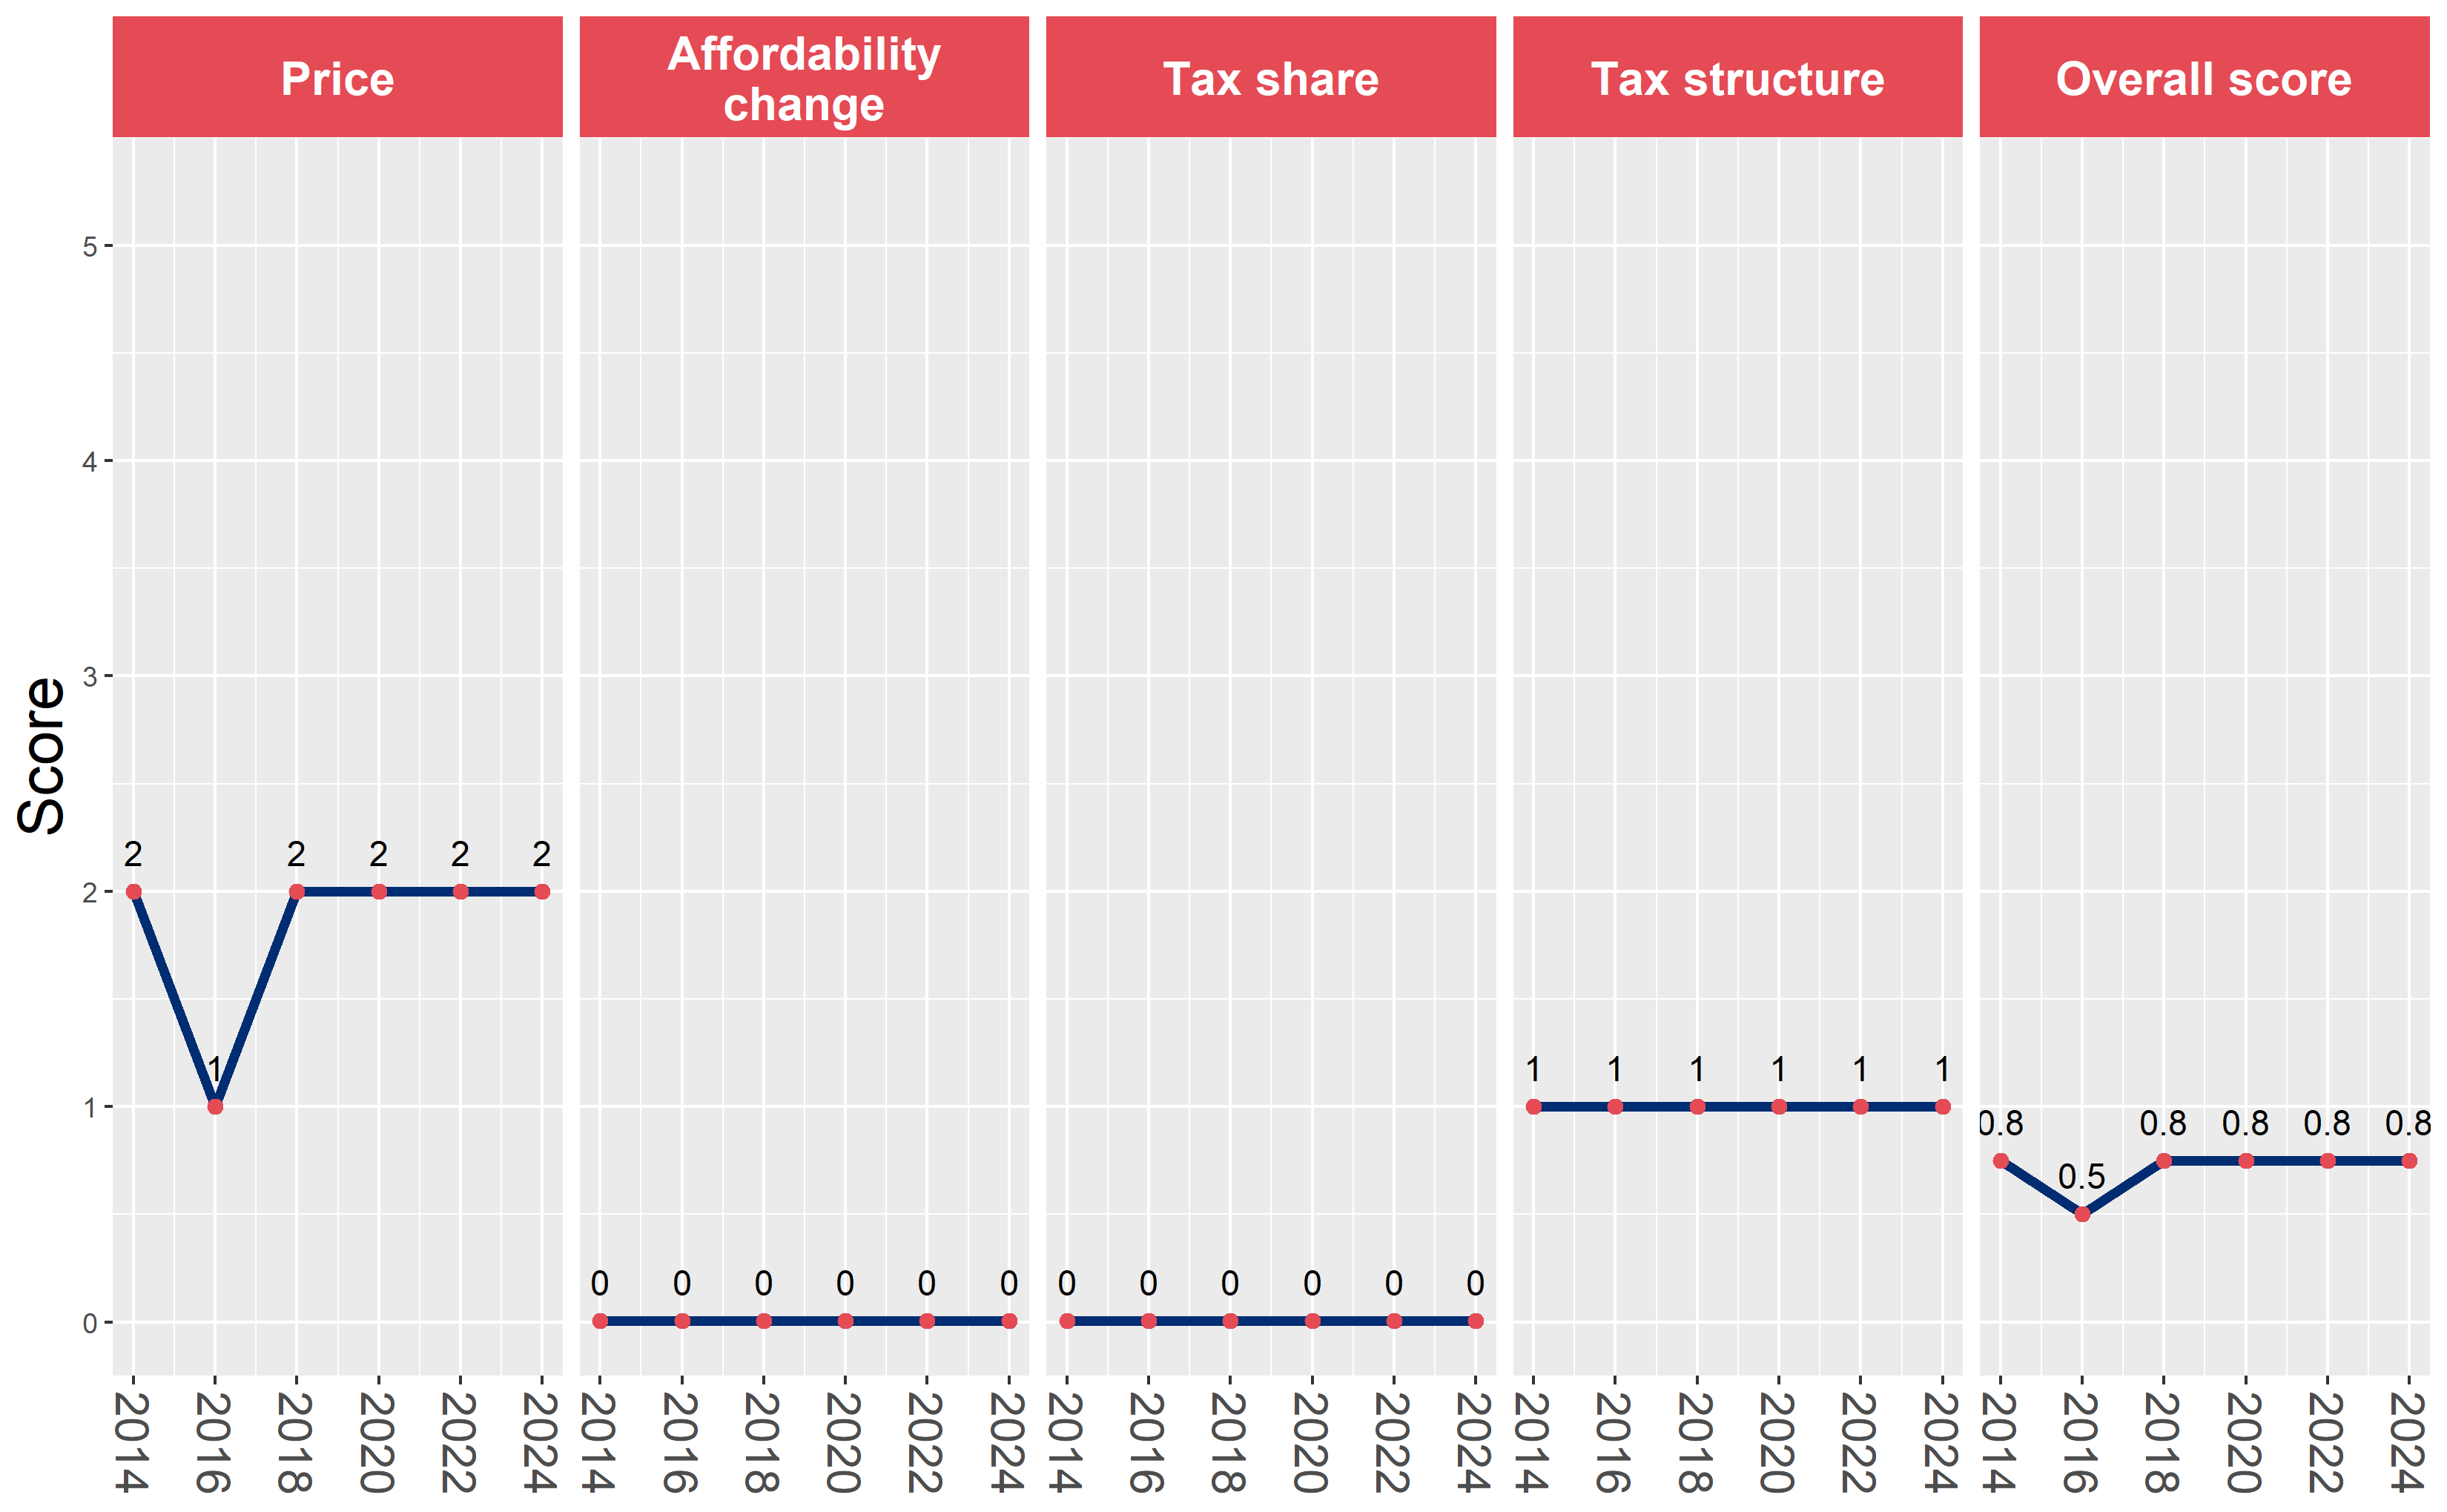 Price
Affordability
change
Tax share
Tax structure
Overall score
Score
5
4
3
2
1
0
2 1 2 2 2 2
0 0 0 0 0 0
0 0 0 0 0 0
1 1 1 1 1 1
0.8 0.5 0.8 0.8 0.8 0.8
2014 2016 2018 2020 2022 2024
2014 2016 2018 2020 2022 2024
2014 2016 2018 2020 2022 2024
2014 2016 2018 2020 2022 2024
2014 2016 2018 2020 2022 2024